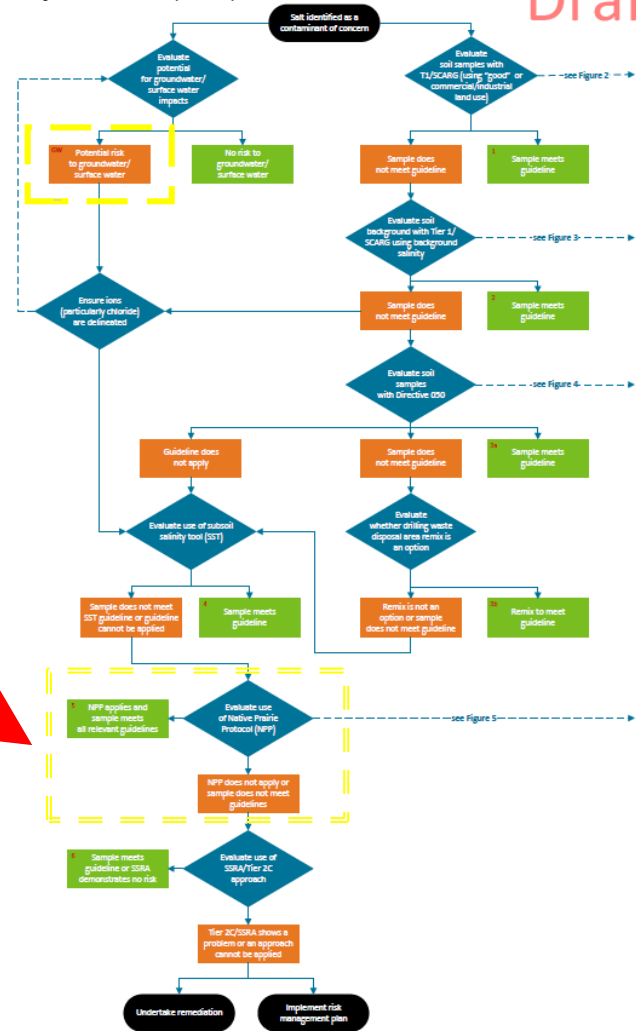 Dra
Salt identified as a
contaminant of concern
Evaluate
potential
for groundwater/
surface water
impacts
Evaluate
soil samples with
T1/SCARG (using "good" or
commercial/industrial
land use)
see Figure 2
GW
Potential risk
to groundwater/
surface water
No risk to
groundwater/
surface water
Sample does
not meet guideline
1
Sample meets
guideline
Evaluate soil
background with Tier 1/
SCARG using background
salinity
see Figure 3
Ensure ions
(particularly chloride)
are delineated
Sample does
not meet guideline
2
Sample meets
guideline
Evaluate soil
samples
with Directive 050
see Figure 4
Guideline does
not apply
Sample does
not meet guideline
3a
Sample meets
guideline
Evaluate use of subsoil
salinity tool (SST)
Evaluate
whether drilling waste
disposal area remix is
an option
Sample does not meet
SST guideline or guideline
cannot be applied
4
Sample meets
guideline
Remix is not an
option or sample
does not meet guideline
3b
Remix to meet
guideline
5
NPP applies and
sample meets
all relevant guidelines
Evaluate use
of Native Prairie
Protocol (NPP)
see Figure 5
NPP does not apply or
sample does not meet
guidelines
6
Sample meets
guideline or SSRA
demonstrates no risk
Evaluate use of
SSRA/Tier 2C
approach
Tier 2C/SSRA shows a
problem or an approach
cannot be applied
Undertake remediation
Implement risk
management plan